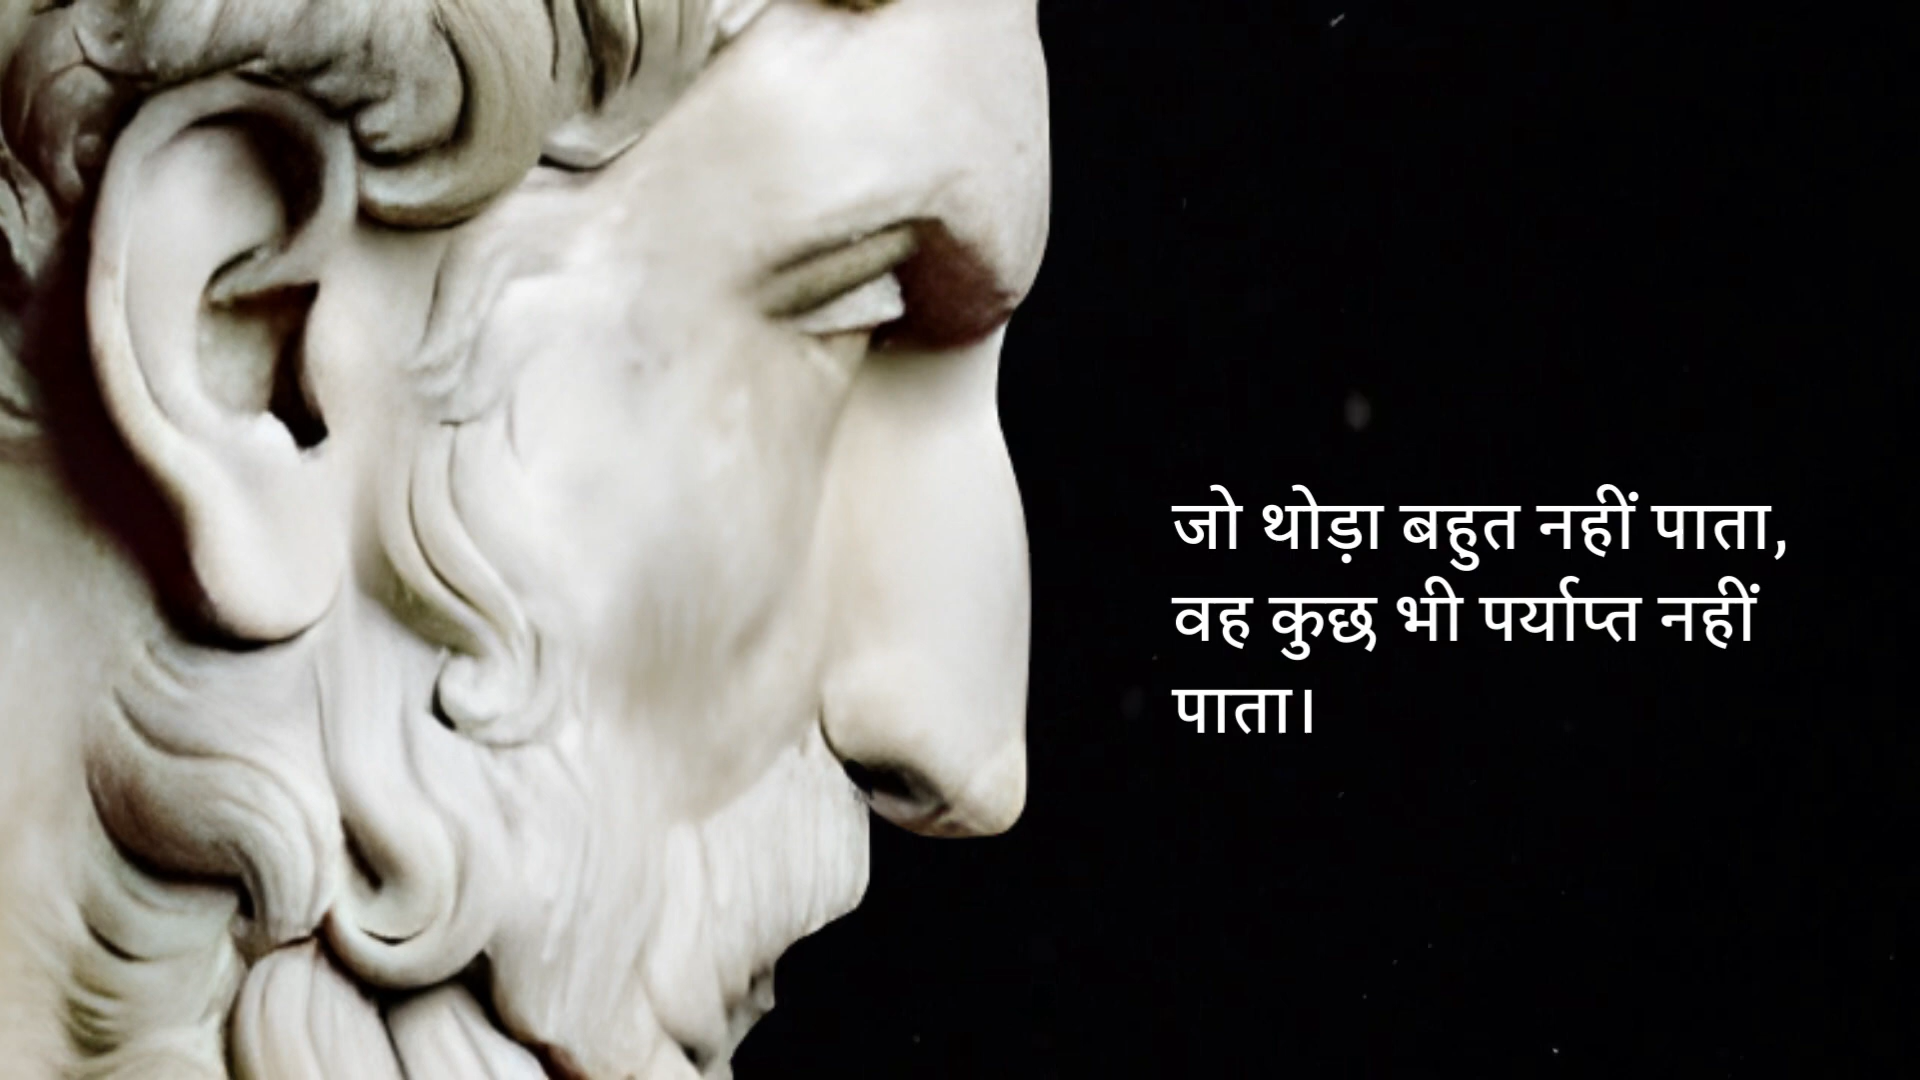 जो थोड़ा बहुत नहीं पाता,
वह कुछ भी पर्याप्त नहीं
पाता।